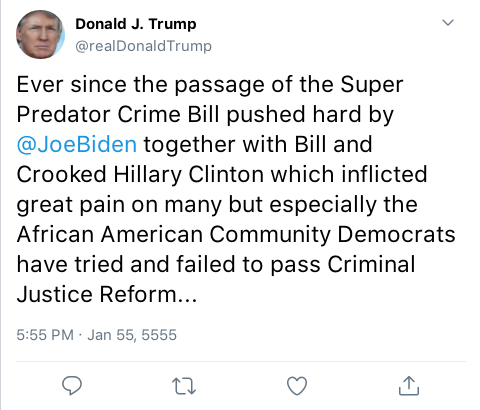 Donald J. Trump
@realDonaldTrump
Ever since the passage of the Super
Predator Crime Bill pushed hard by
@JoeBiden together with Bill and
Crooked Hillary Clinton which inflicted
great pain on many but especially the
African American Community Democrats
have tried and failed to pass Criminal
Justice Reform...
5:55 PM · Jan 55, 5555